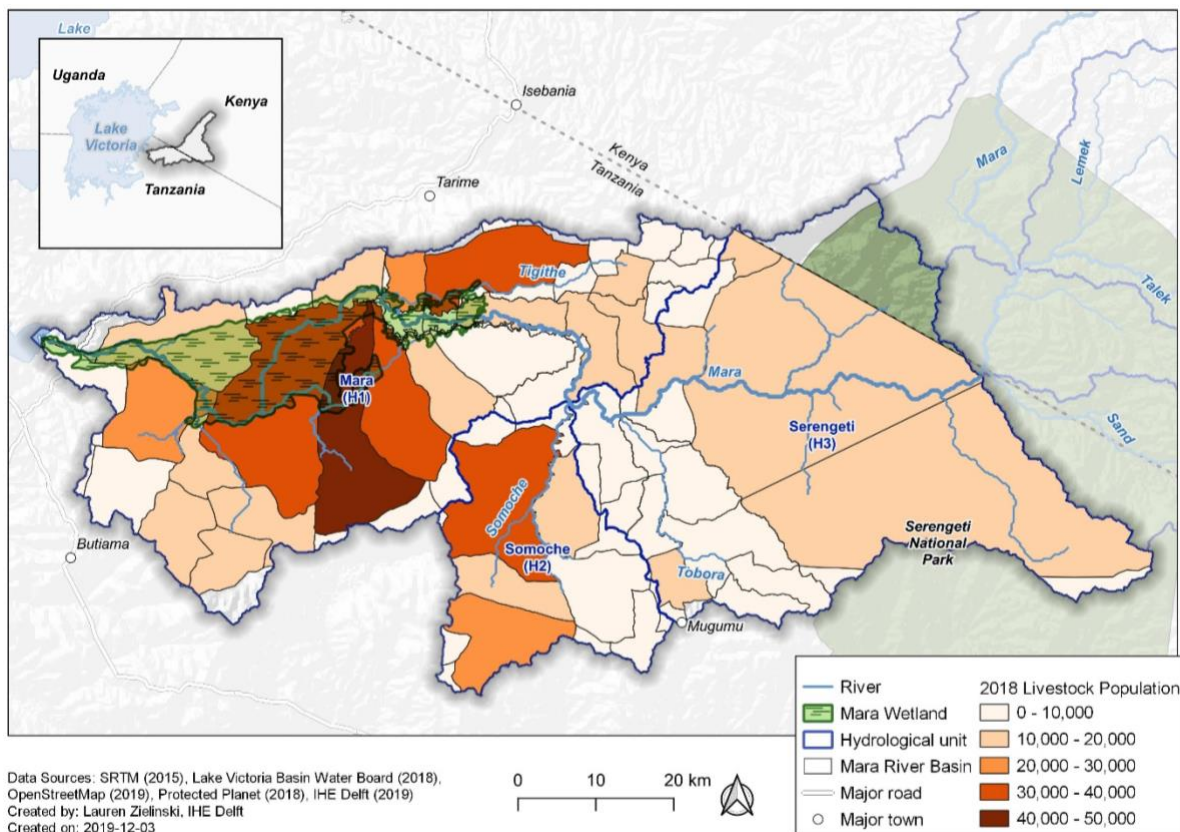 Lake
Uganda
Kenya
Lake
Victoria
Tanzania
Isebania
Kenya
Tanzania
Tarime
Mara
Lemek
Talek
Sand
Tigithe
Mara
(H1)
Mara
Serengeti
(H3)
Somoche
Somoche
(H2)
Serengeti
National
Park
Butiama
Tobora
Mugumu
River
Mara Wetland
Hydrological unit
Mara River Basin
Major road
Major town
2018 Livestock Population
0 - 10,000
10,000 - 20,000
20,000 - 30,000
30,000 - 40,000
40,000 - 50,000
Data Sources: SRTM (2015), Lake Victoria Basin Water Board (2018),
OpenStreetMap (2019), Protected Planet (2018), IHE Delft (2019)
Created by: Lauren Zielinski, IHE Delft
Created on: 2019-12-03
0 10 20 km